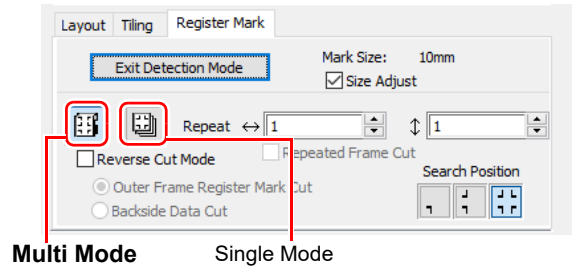 Layout Tiling Register Mark
Exit Detection Mode
Mark Size: 10mm
Size Adjust
Repeat ↔ 1 ↕ 1
Reverse Cut Mode
Repeated Frame Cut
Outer Frame Register Mark Cut
Search Position
Backside Data Cut
Multi Mode Single Mode